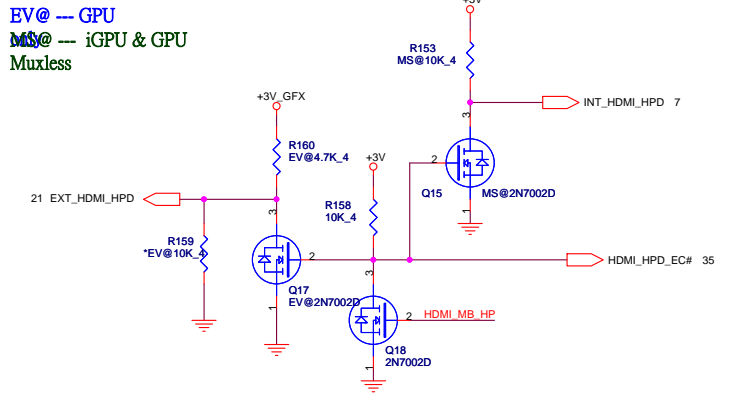 EV@ --- GPU
only
MS@ --- iGPU & GPU
Muxless
+3V
R153
MS@10K_4
INT_HDMI_HPD 7
3
2
1
Q15
MS@2N7002D
+3V_GFX
R160
EV@4.7K_4
+3V
R158
10K_4
21 EXT_HDMI_HPD
R159
*EV@10K_4
3
2
1
Q17
EV@2N7002D
HDMI_HPD_EC# 35
3
2
1
HDMI_MB_HP
Q18
2N7002D